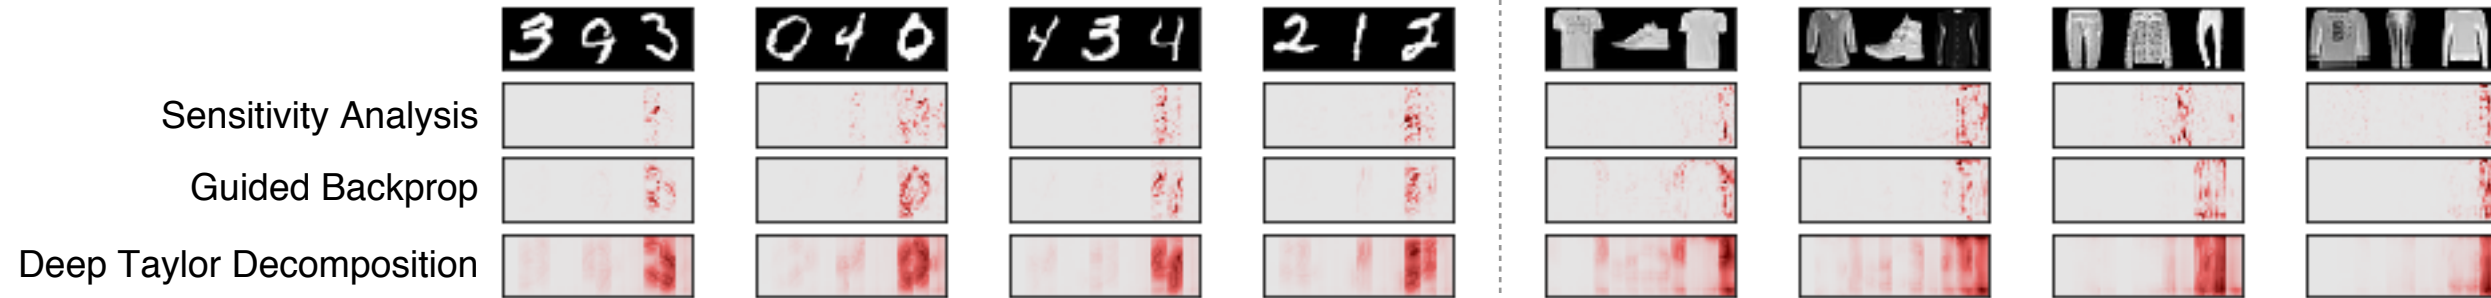 3 9 3 0 4 0 4 3 4 2 1 2
Sensitivity Analysis
Guided Backprop
Deep Taylor Decomposition